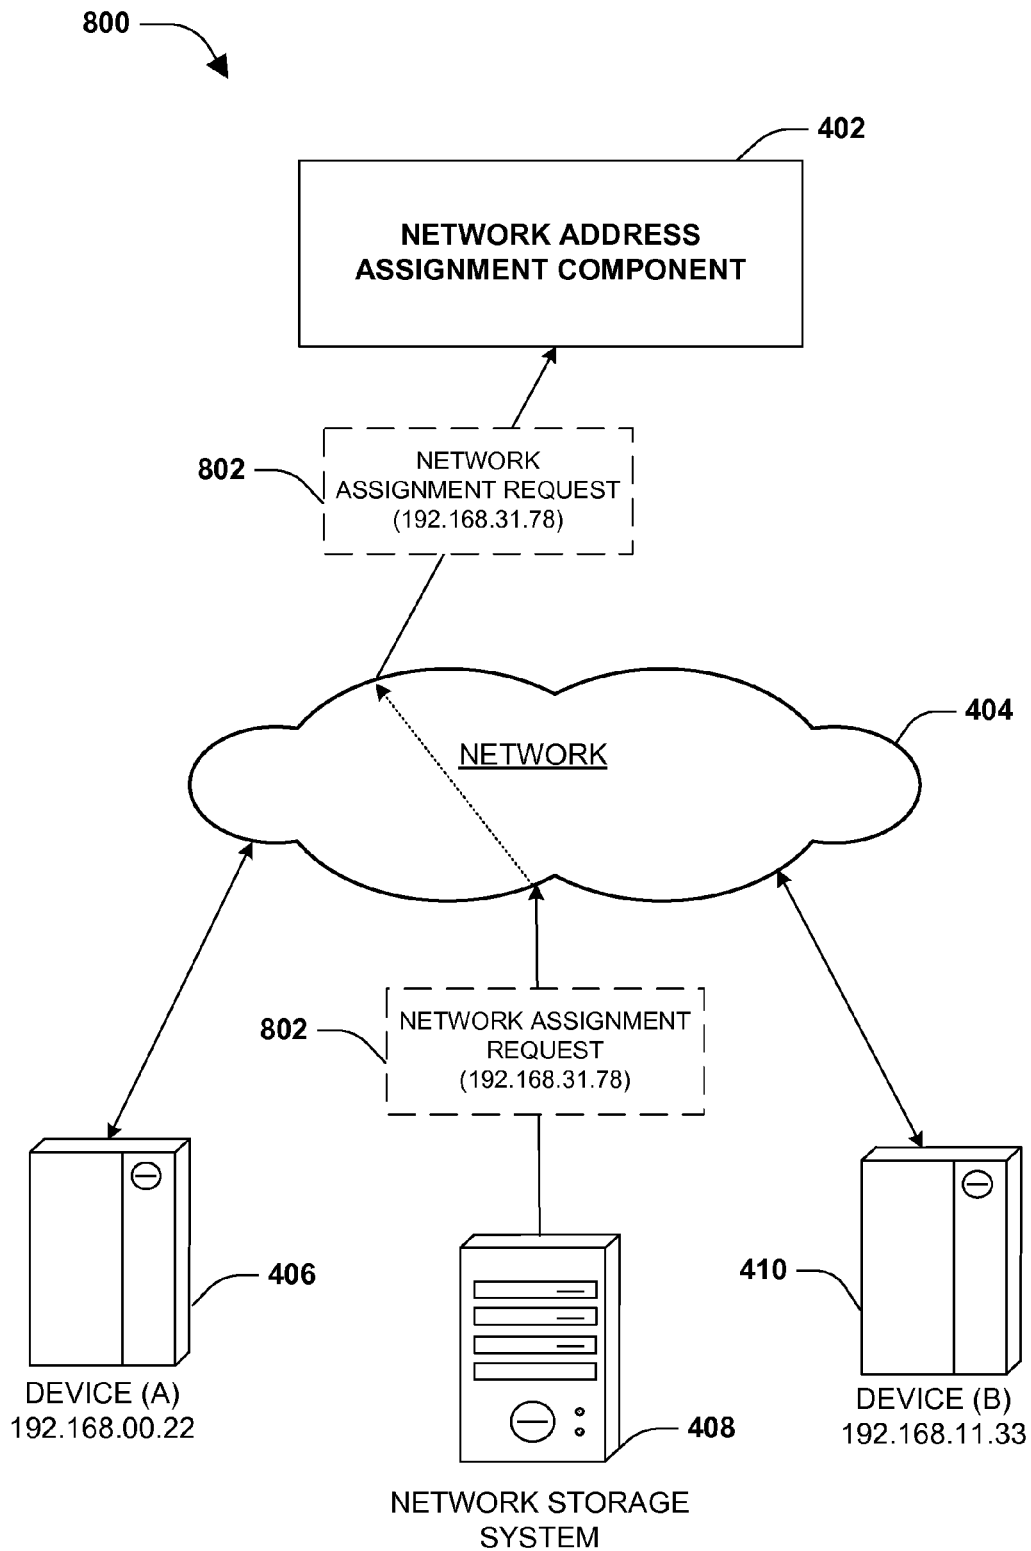 800
402
NETWORK ADDRESS
ASSIGNMENT COMPONENT
802
NETWORK
ASSIGNMENT REQUEST
(192.168.31.78)
404
NETWORK
802
NETWORK ASSIGNMENT
REQUEST
(192.168.31.78)
406
DEVICE (A)
192.168.00.22
408
NETWORK STORAGE
SYSTEM
410
DEVICE (B)
192.168.11.33